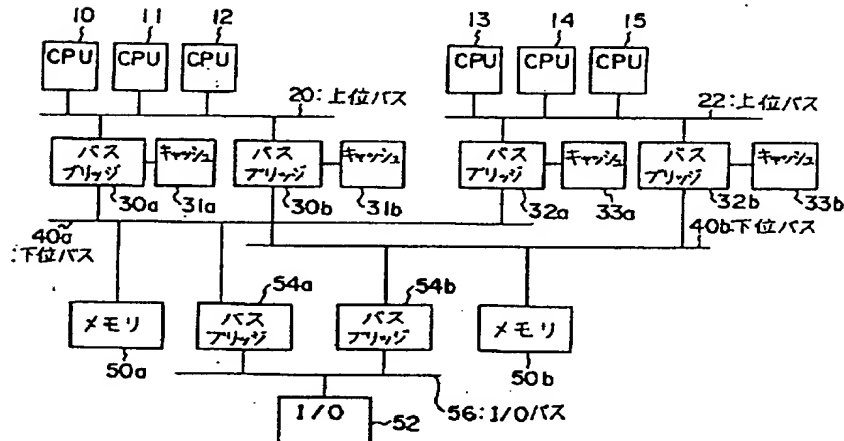 10 11 12 13 14 15
CPU CPU CPU CPU CPU CPU
20:上位バス 22:上位バス
バス キャッシュ バス キャッシュ バス キャッシュ バス キャッシュ
ブリッジ ブリッジ ブリッジ ブリッジ
30a 31a 30b 31b 32a 33a 32b 33b
40a 40b:下位バス
:下位バス
54a 54b
メモリ バス バス メモリ
ブリッジ ブリッジ
50a 50b
I/O 52 56:I/Oバス